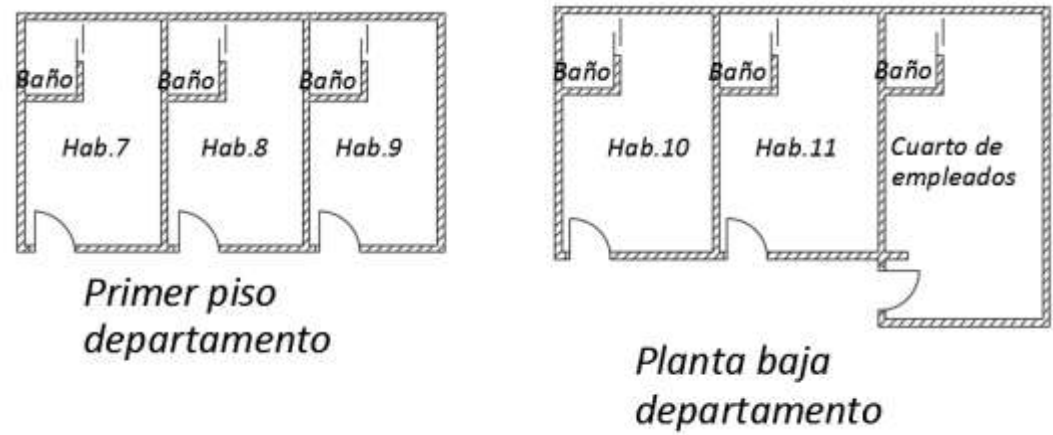 Baño
Baño
Baño
Hab.7
Hab.8
Hab.9
Primer piso
departamento
Baño
Baño
Baño
Hab.10
Hab.11
Cuarto de
empleados
Planta baja
departamento